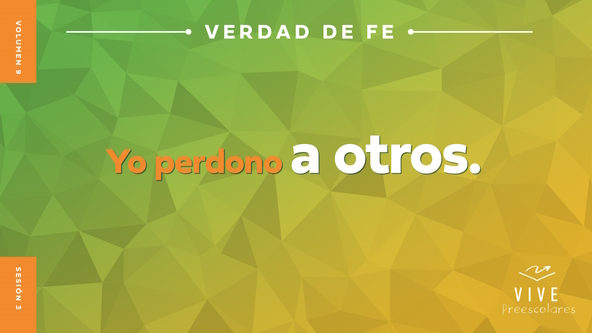 VOLUMEN 9
VERDAD DE FE
Yo perdono a otros.
SESIÓN 3
VIVE
Preescolares